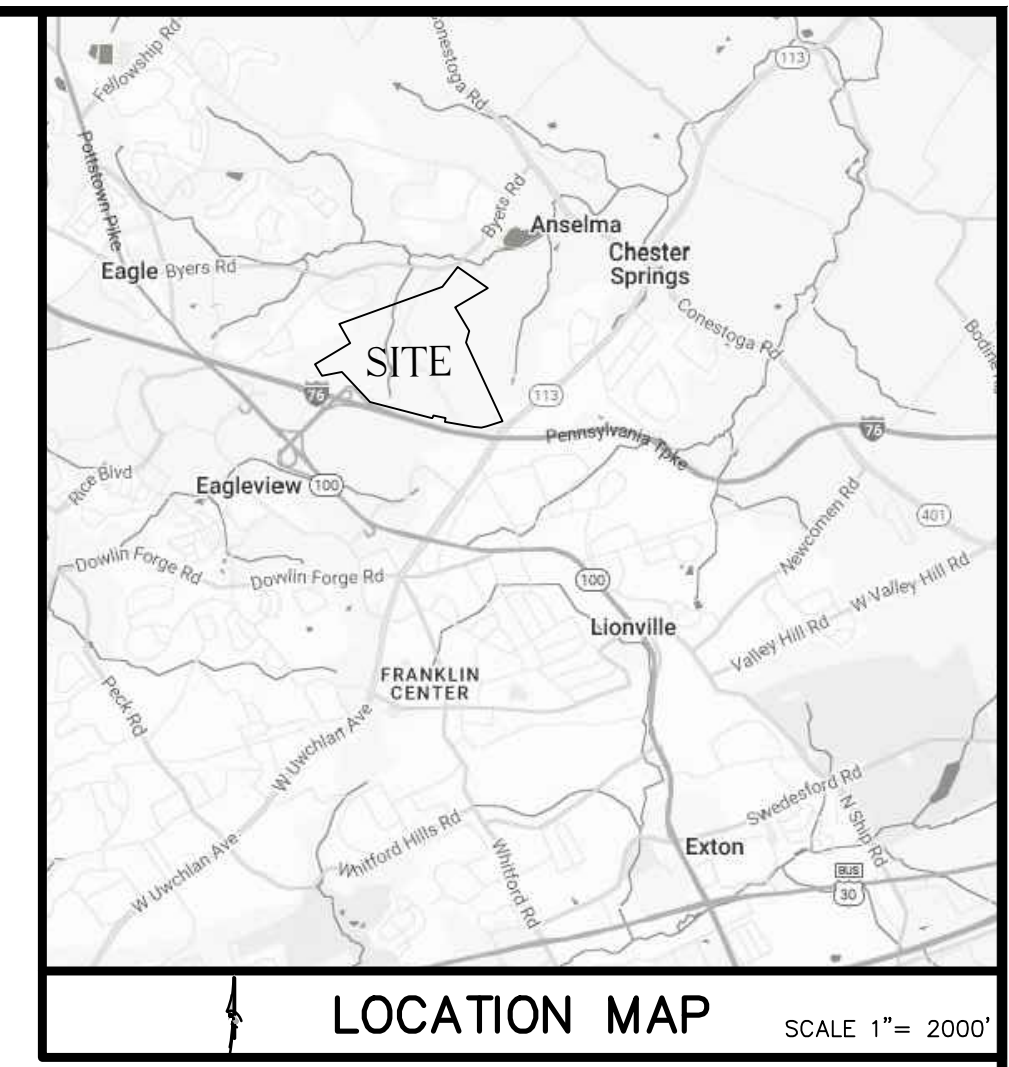 Fellowship Rd
onestoga Rd
113
Pottstown Pike
Byers Rd
Anselma
Chester
Springs
Eagle
Byers Rd
Conestoga Rd
Bodine
SITE
76
113
Pennsylvania Tpke
76
Rice Blvd
Eagleview
100
Newcomen Rd
401
Dowlin Forge Rd
Dowlin Forge Rd
100
W Valley Hill Rd
Lionville
Valley Hill Rd
FRANKLIN
CENTER
Peck Rd
W Uwchlan Ave
Swedesford Rd
N Ship Rd
Whitford Hills Rd
Exton
W Uwchlan Ave
Whitford Rd
BUS
30
LOCATION MAP
SCALE 1"= 2000'